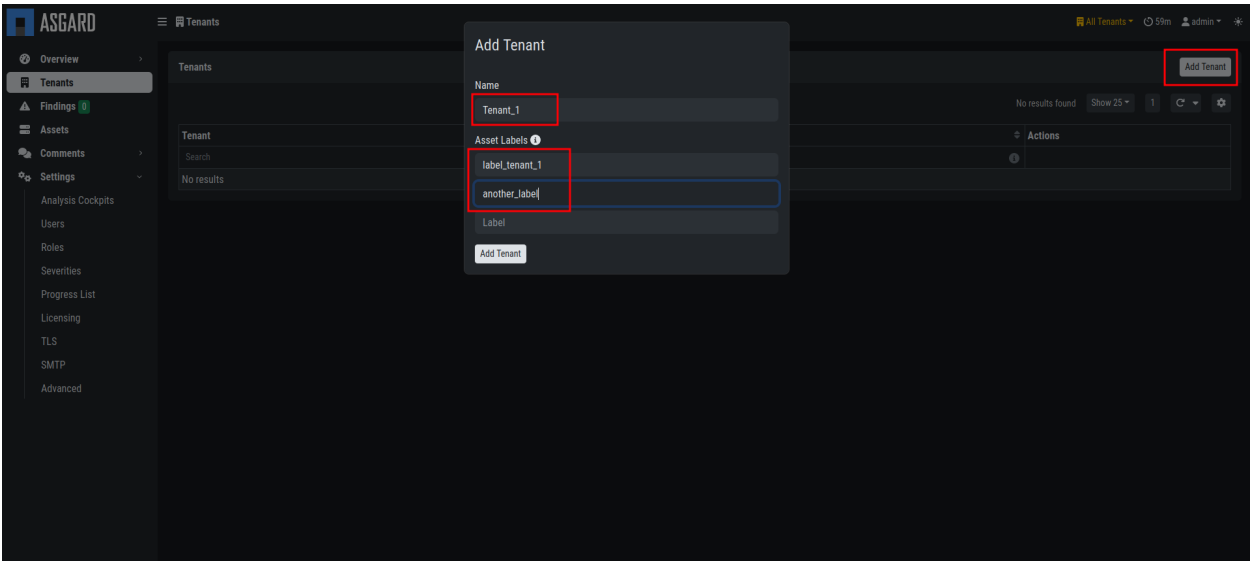 ASGARD
Tenants
All Tenants
59m
admin
Overview
Tenants
Findings 0
Assets
Comments
Settings
Analysis Cockpits
Users
Roles
Severities
Progress List
Licensing
TLS
SMTP
Advanced
Tenants
Add Tenant
No results found
Show 25
1
Tenant
Actions
Search
No results
Add Tenant
Name
Tenant_1
Asset Labels
label_tenant_1
another_label
Label
Add Tenant